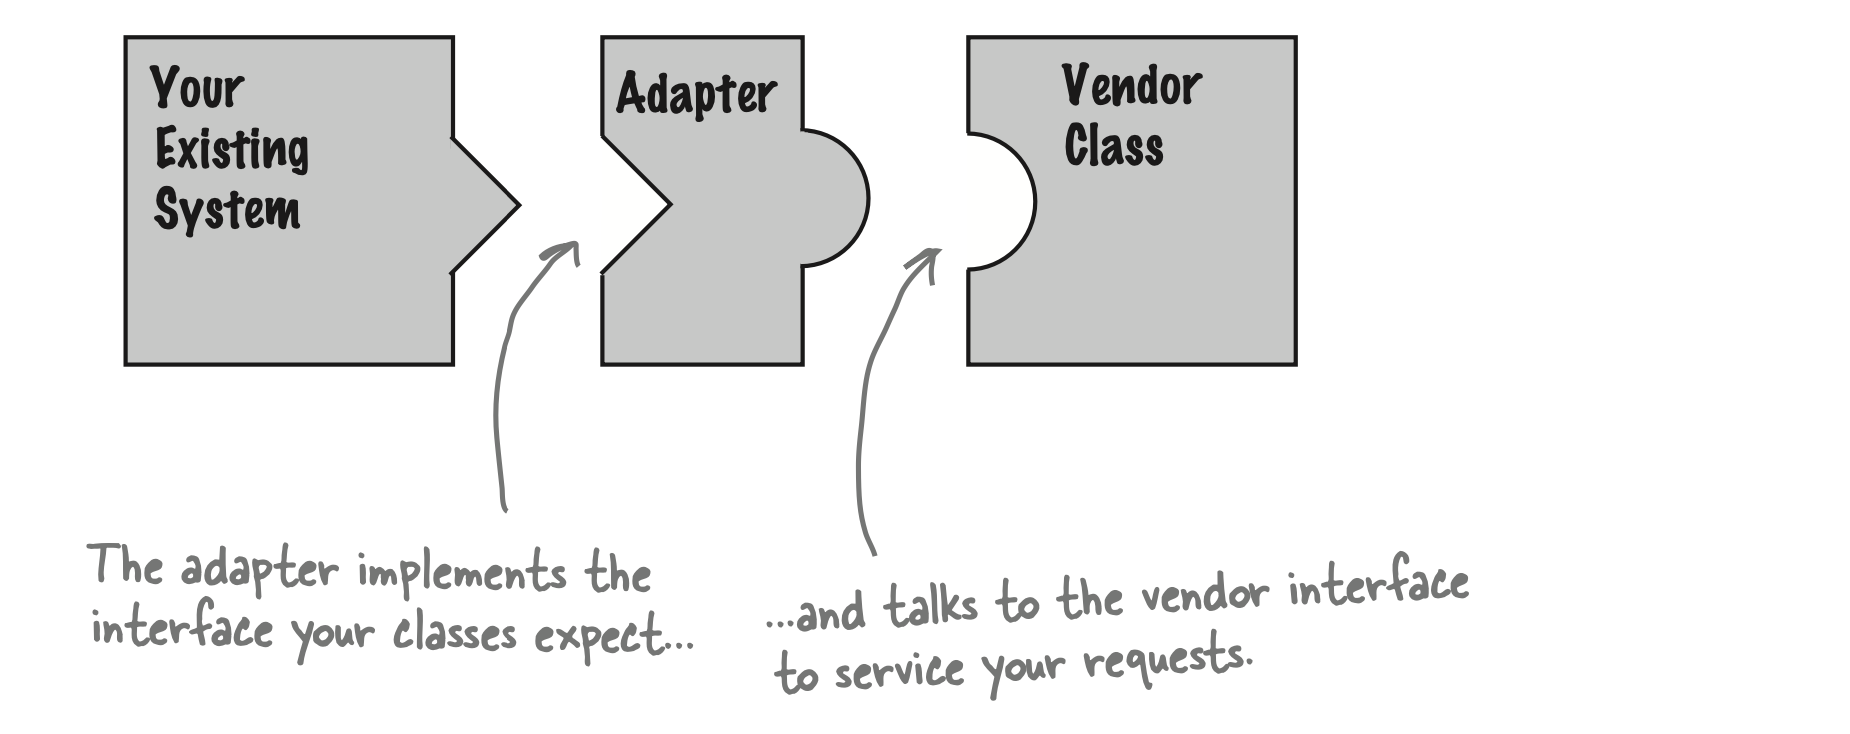 Your
Existing
System
Adapter
Vendor
Class
The adapter implements the
interface your classes expect...
...and talks to the vendor interface
to service your requests.